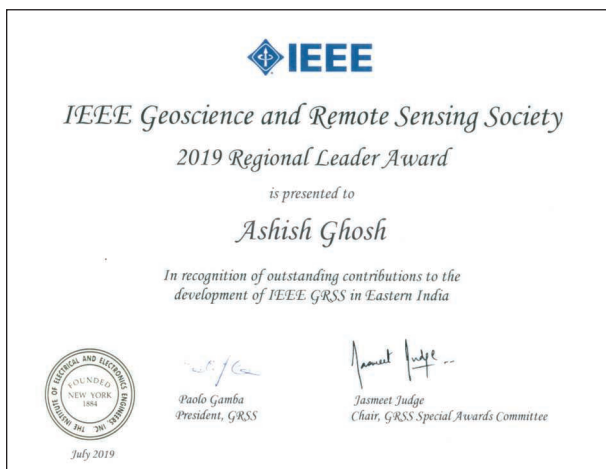 IEEE
IEEE Geoscience and Remote Sensing Society
2019 Regional Leader Award
is presented to
Ashish Ghosh
In recognition of outstanding contributions to the
development of IEEE GRSS in Eastern India
THE INSTITUTE OF ELECTRICAL AND ELECTRONICS ENGINEERS, INC.
FOUNDED
NEW YORK
1884
Jasmeet Judge
Paolo Gamba
President, GRSS
Jasmeet Judge
Chair, GRSS Special Awards Committee
July 2019